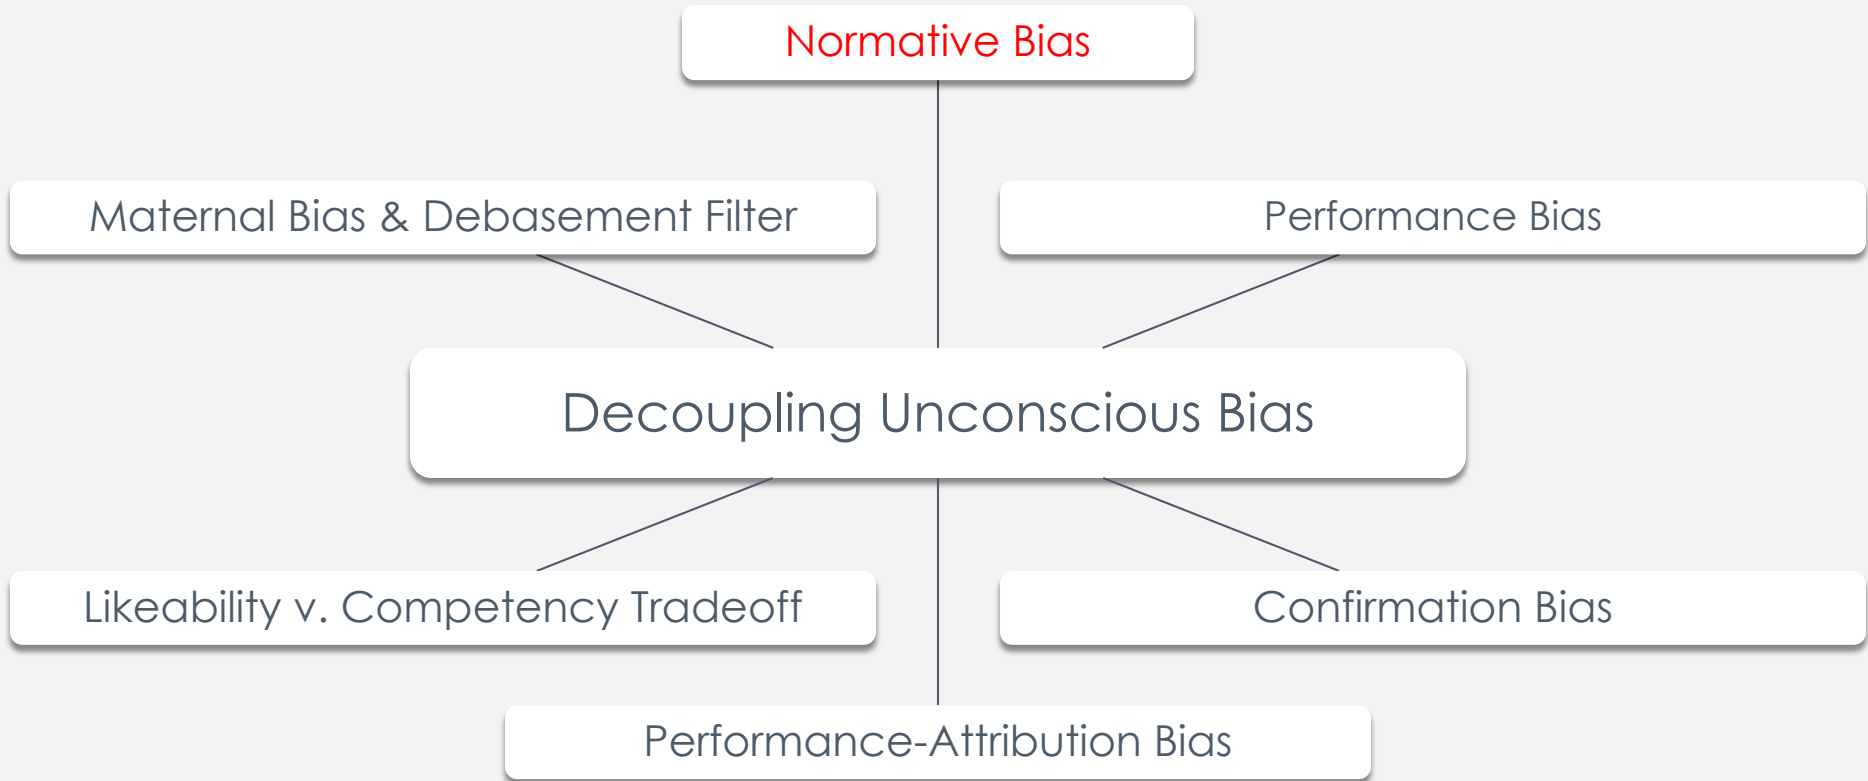 Normative Bias
Maternal Bias & Debasement Filter
Performance Bias
Decoupling Unconscious Bias
Likeability v. Competency Tradeoff
Confirmation Bias
Performance-Attribution Bias